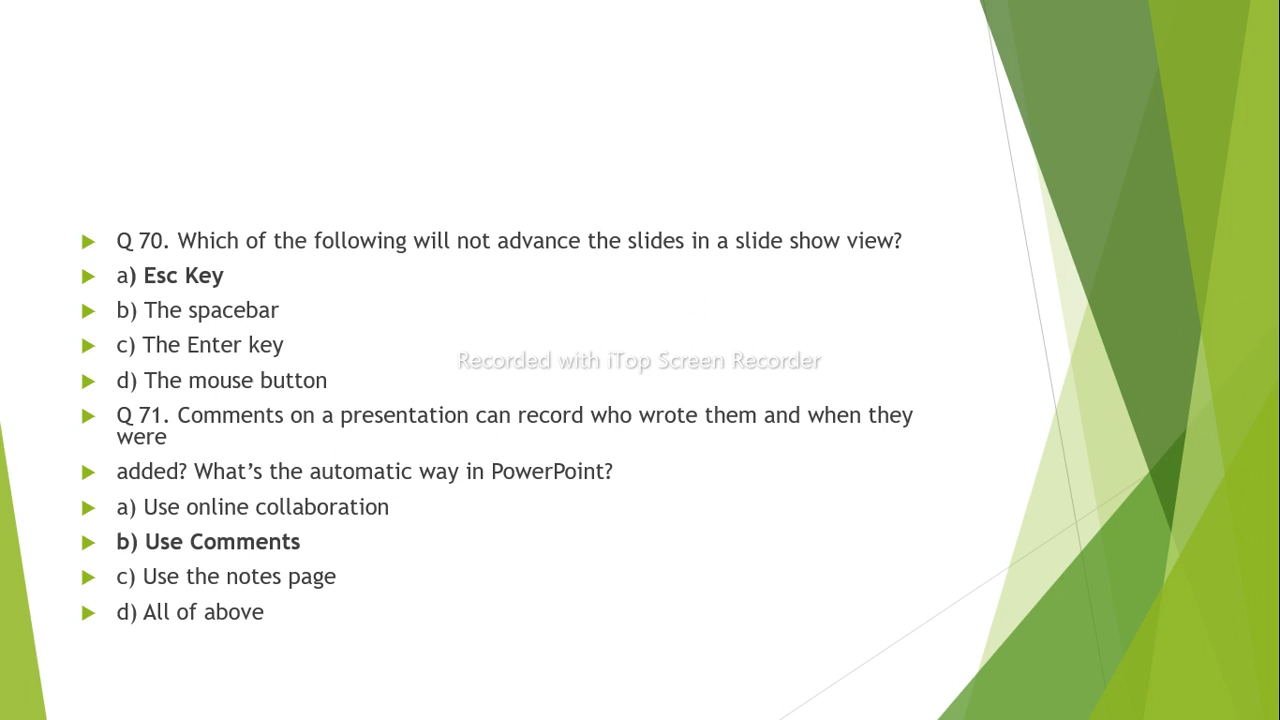 Q 70. Which of the following will not advance the slides in a slide show view?
a) Esc Key
b) The spacebar
c) The Enter key
Recorded with iTop Screen Recorder
d) The mouse button
Q 71. Comments on a presentation can record who wrote them and when they
were
added? What’s the automatic way in PowerPoint?
a) Use online collaboration
b) Use Comments
c) Use the notes page
d) All of above